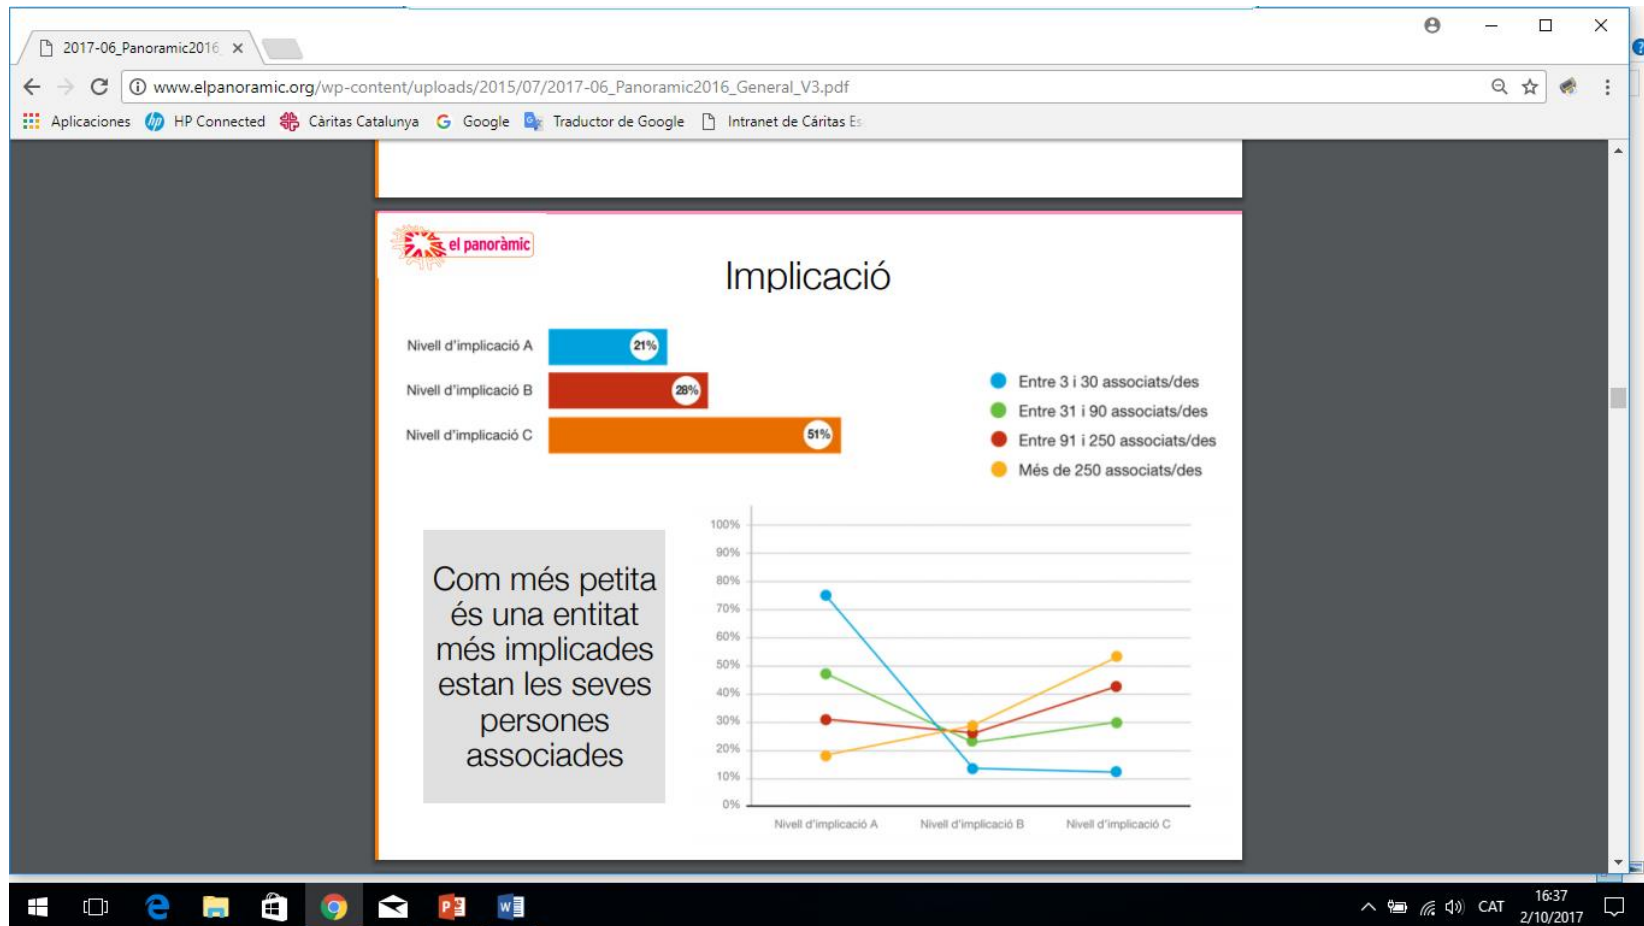 2017-06_Panoramic2016
www.elpanoramic.org/wp-content/uploads/2015/07/2017-06_Panoramic2016_General_V3.pdf
Aplicaciones HP Connected Càritas Catalunya Google Traductor de Google Intranet de Cáritas Es
el panoràmic
Implicació
Nivell d'implicació A 21%
Nivell d'implicació B 28%
Nivell d'implicació C 51%
Entre 3 i 30 associats/des
Entre 31 i 90 associats/des
Entre 91 i 250 associats/des
Més de 250 associats/des
Com més petita
és una entitat
més implicades
estan les seves
persones
associades
100%
90%
80%
70%
60%
50%
40%
30%
20%
10%
0%
Nivell d'implicació A Nivell d'implicació B Nivell d'implicació C
CAT
16:37
2/10/2017